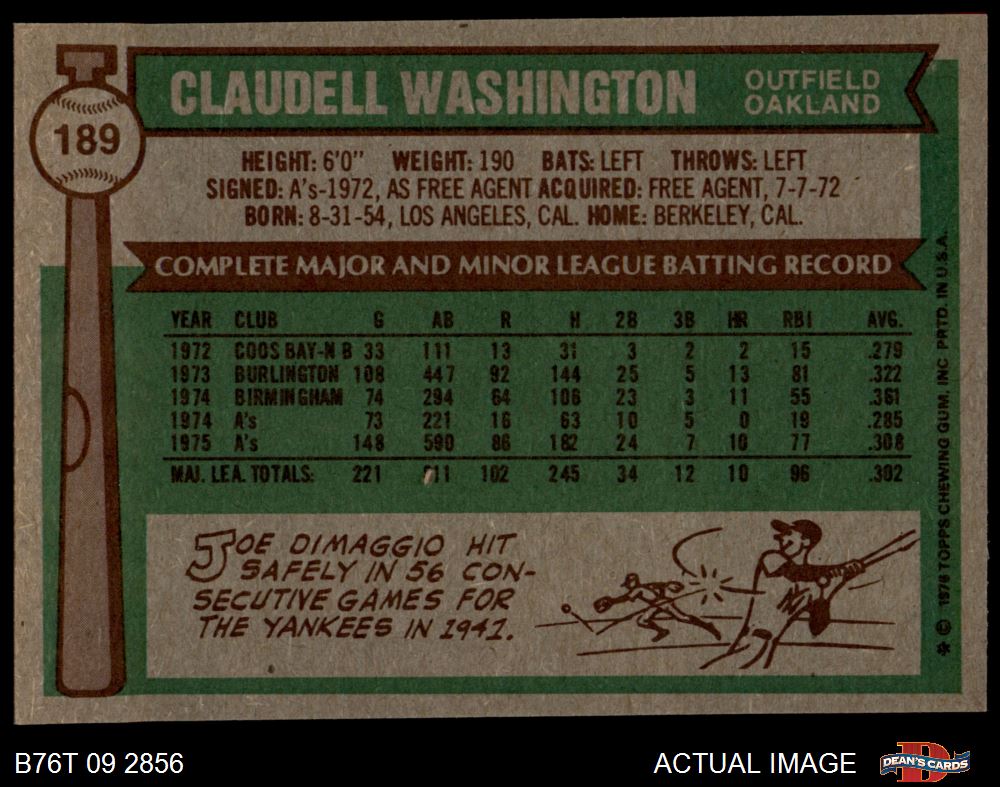 CLAUDELL WASHINGTON
OUTFIELD
OAKLAND
189
HEIGHT: 6'0" WEIGHT: 190 BATS: LEFT THROWS: LEFT
SIGNED: A's-1972, AS FREE AGENT ACQUIRED: FREE AGENT, 7-7-72
BORN: 8-31-54, LOS ANGELES, CAL. HOME: BERKELEY, CAL.
COMPLETE MAJOR AND MINOR LEAGUE BATTING RECORD
YEAR CLUB G AB R H 2B 3B HR RBI AVG.
1972 COOS BAY-N B 33 111 13 31 3 2 2 15 .279
1973 BURLINGTON 108 447 92 144 25 5 13 81 .322
1974 BIRMINGHAM 74 294 64 106 23 3 11 55 .361
1974 A's 73 221 16 63 10 5 0 19 .285
1975 A's 148 590 86 182 24 7 10 77 .308
MAJ. LEA. TOTALS: 221 811 102 245 34 12 10 96 .302
JOE DIMAGGIO HIT
SAFELY IN 56 CON-
SECUTIVE GAMES FOR
THE YANKEES IN 1941.
* © 1976 TOPPS CHEWING GUM, INC. PRTD. IN U.S.A.
B76T 09 2856
ACTUAL IMAGE
D
DEAN'S CARDS